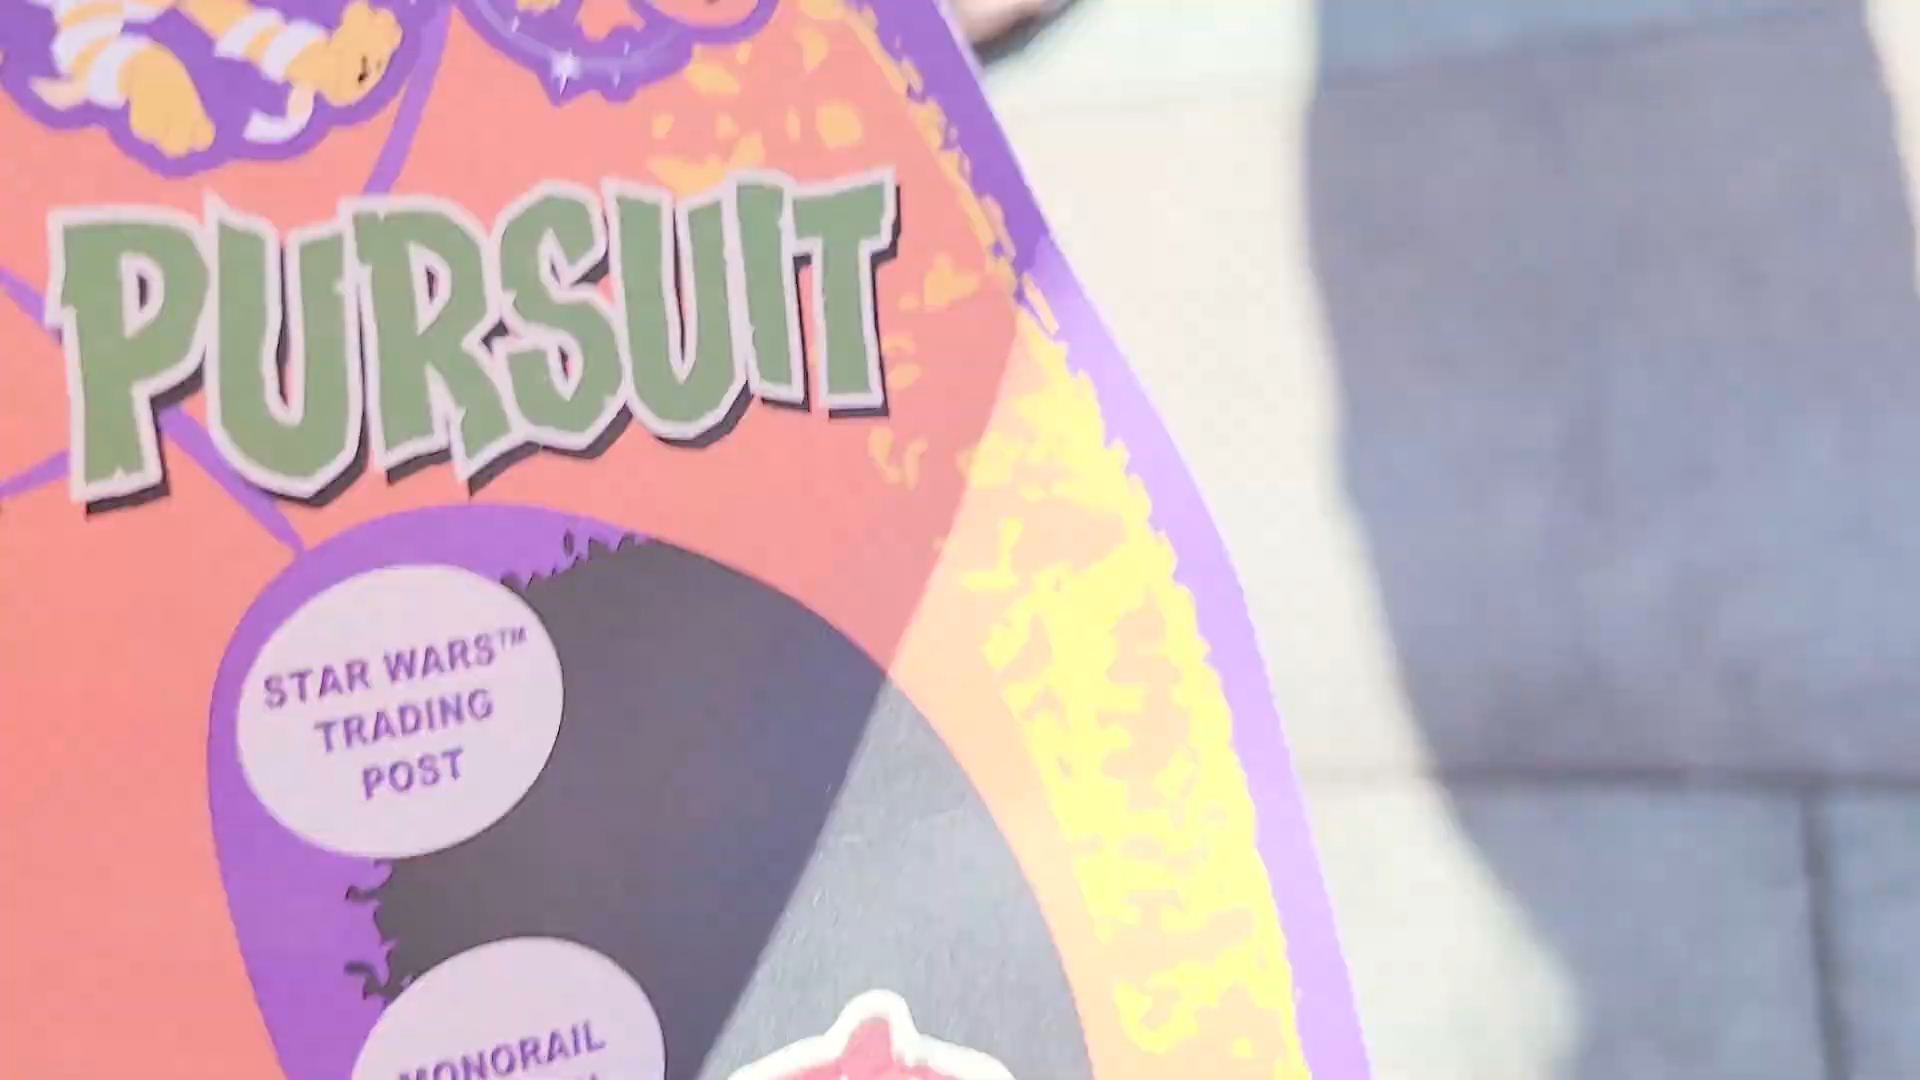 PURSUIT
STAR WARS™
TRADING
POST
MONORAIL